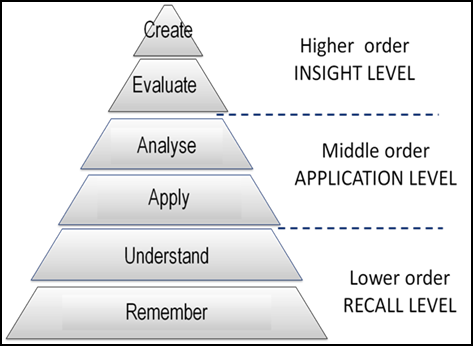 Create
Higher order
INSIGHT LEVEL
Evaluate
Analyse
Middle order
APPLICATION LEVEL
Apply
Understand
Lower order
RECALL LEVEL
Remember